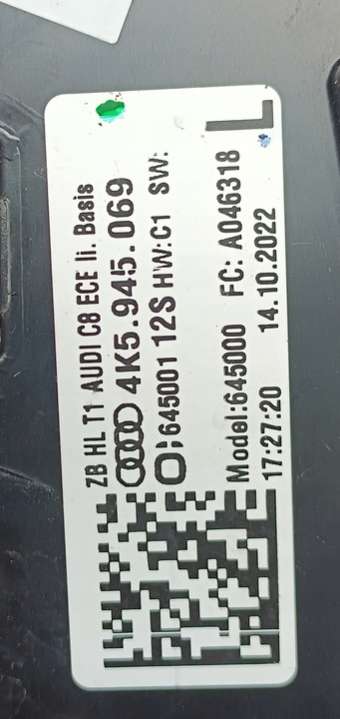 ZB HL T1 AUDI C8 ECE li. Basis
4K5.945.069
O;645001 12S HW:C1 SW:
Model:645000 FC: A046318
17:27:20 14.10.2022
L